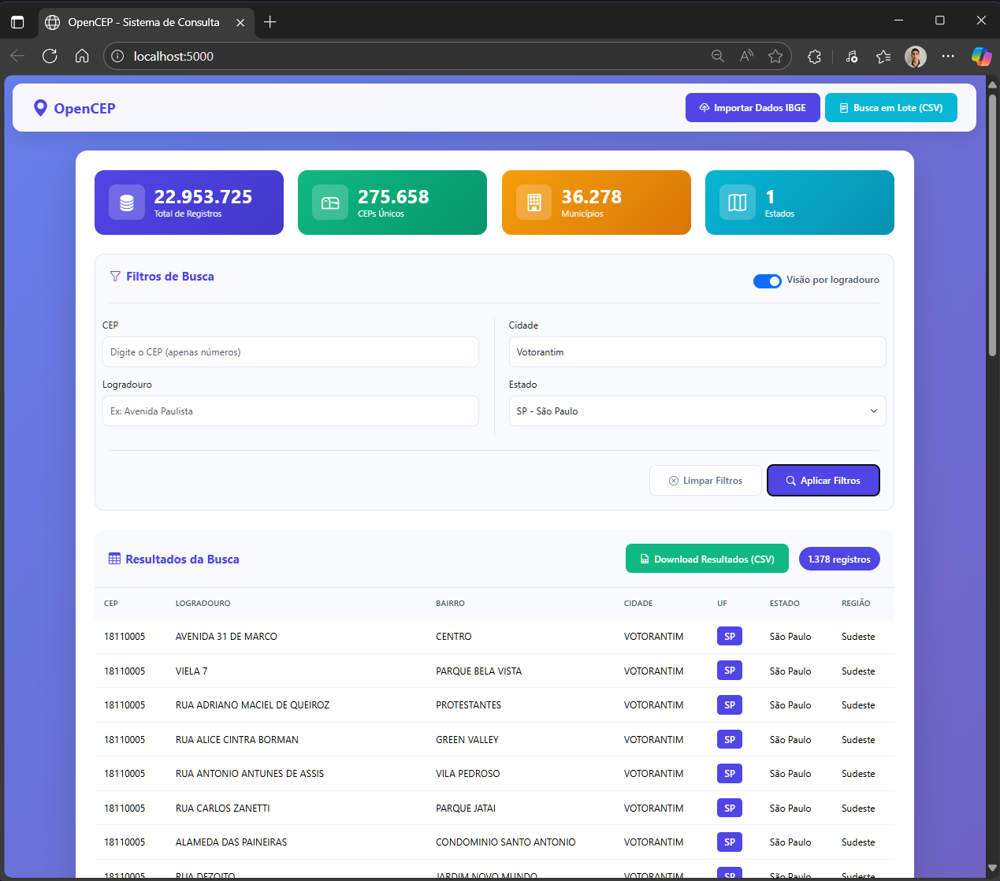 OpenCEP - Sistema de Consulta
localhost:5000
OpenCEP
Importar Dados IBGE
Busca em Lote (CSV)
22.953.725
Total de Registros
275.658
CEPs Únicos
36.278
Municípios
1
Estados
Filtros de Busca
Visão por logradouro
CEP
Digite o CEP (apenas números)
Cidade
Votorantim
Logradouro
Ex: Avenida Paulista
Estado
SP - São Paulo
Limpar Filtros
Aplicar Filtros
Resultados da Busca
Download Resultados (CSV)
1.378 registros
CEP LOGRADOURO BAIRRO CIDADE UF ESTADO REGIÃO
18110005 AVENIDA 31 DE MARCO CENTRO VOTORANTIM SP São Paulo Sudeste
18110005 VIELA 7 PARQUE BELA VISTA VOTORANTIM SP São Paulo Sudeste
18110005 RUA ADRIANO MACIEL DE QUEIROZ PROTESTANTES VOTORANTIM SP São Paulo Sudeste
18110005 RUA ALICE CINTRA BORMAN GREEN VALLEY VOTORANTIM SP São Paulo Sudeste
18110005 RUA ANTONIO ANTUNES DE ASSIS VILA PEDROSO VOTORANTIM SP São Paulo Sudeste
18110005 RUA CARLOS ZANETTI PARQUE JATAI VOTORANTIM SP São Paulo Sudeste
18110005 ALAMEDA DAS PAINEIRAS CONDOMINIO SANTO ANTONIO VOTORANTIM SP São Paulo Sudeste
18110005 RUA DEZOITO JARDIM NOVO MUNDO VOTORANTIM SP São Paulo Sudeste